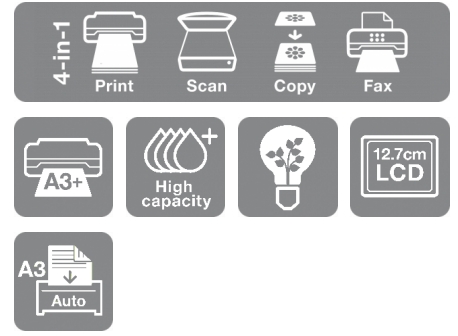 4-in-1
Print Scan Copy Fax
A3+
High
capacity
12.7cm
LCD
A3
Auto